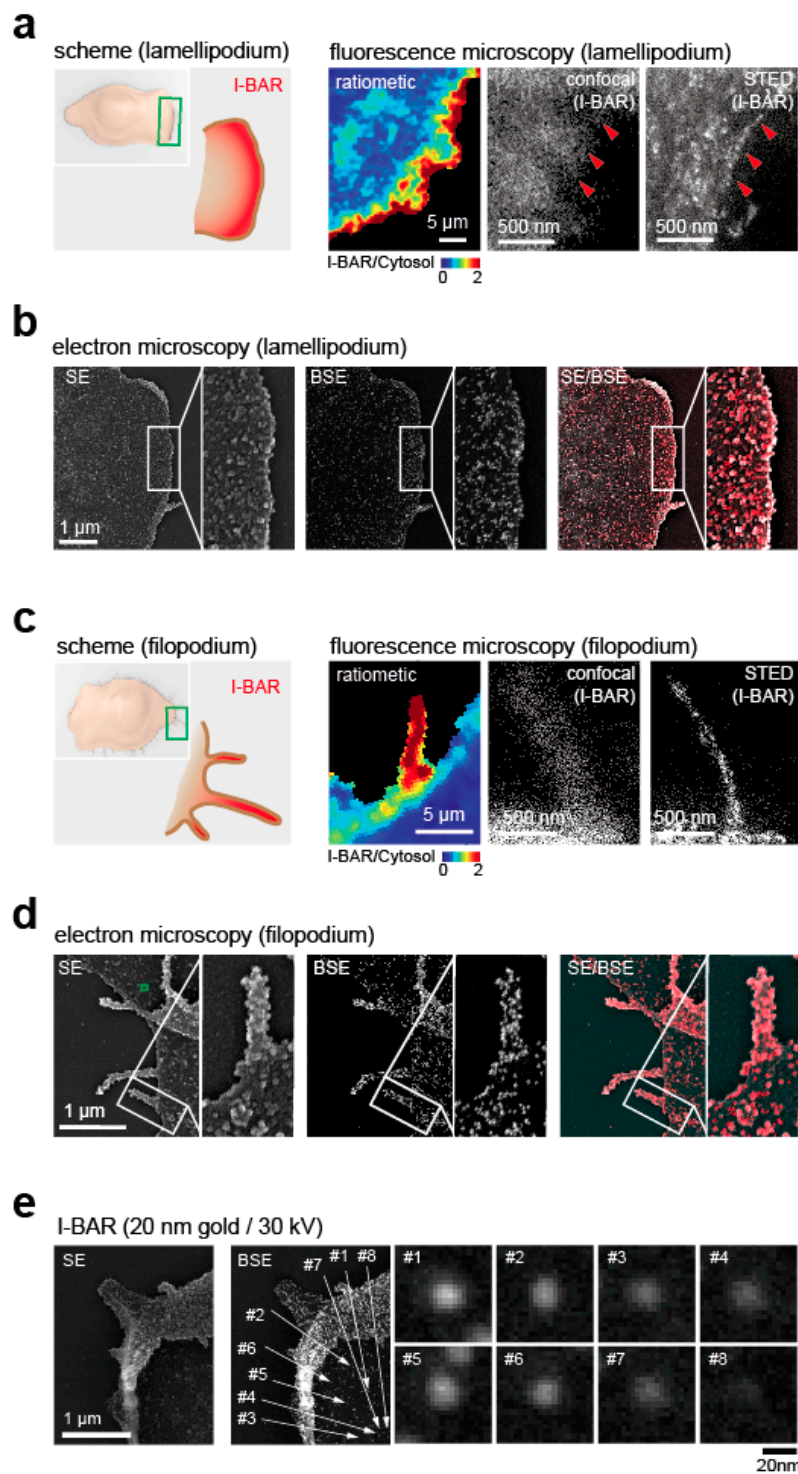 a
scheme (lamellipodium)
fluorescence microscopy (lamellipodium)
I-BAR
ratiometic
confocal
(I-BAR)
STED
(I-BAR)
5 µm
500 nm
500 nm
I-BAR/Cytosol
0 2
b
electron microscopy (lamellipodium)
SE
BSE
SE/BSE
1 µm
c
scheme (filopodium)
fluorescence microscopy (filopodium)
I-BAR
ratiometic
confocal
(I-BAR)
STED
(I-BAR)
5 µm
500 nm
500 nm
I-BAR/Cytosol
0 2
d
electron microscopy (filopodium)
SE
BSE
SE/BSE
1 µm
e
I-BAR (20 nm gold / 30 kV)
SE
BSE
#1 #8
#7
#2
#6
#5
#4
#3
1 µm
#1
#2
#3
#4
#5
#6
#7
#8
20nm